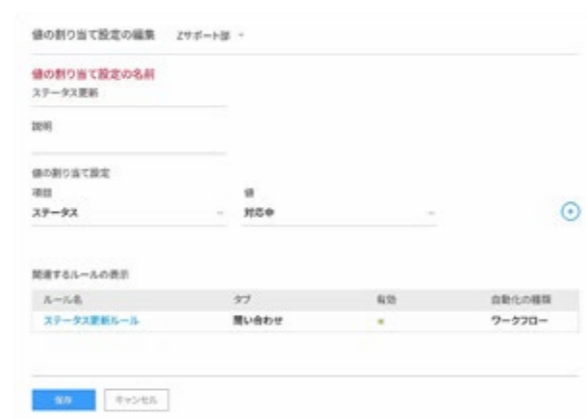 値の割り当て設定の編集 Zサポート部
値の割り当て設定の名前
ステータス更新
説明
値の割り当て設定
項目 値
ステータス 対応中
関連するルールの表示
ルール名 タブ 有効 自動化の種類
ステータス更新ルール 問い合わせ ワークフロー
保存 キャンセル